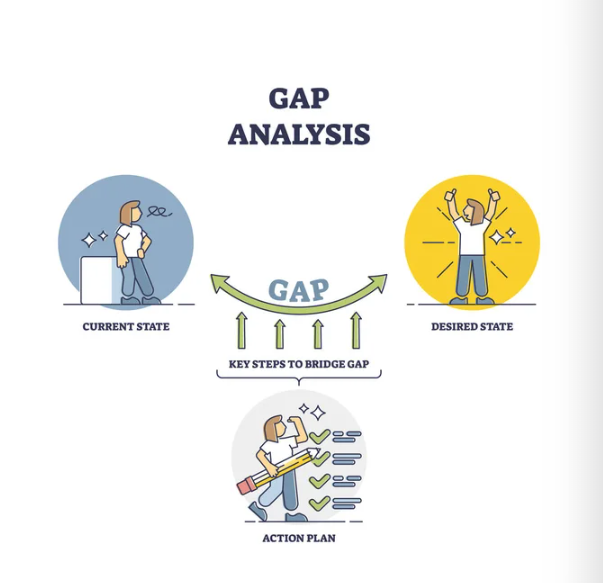 GAP
ANALYSIS
GAP
CURRENT STATE
DESIRED STATE
KEY STEPS TO BRIDGE GAP
ACTION PLAN